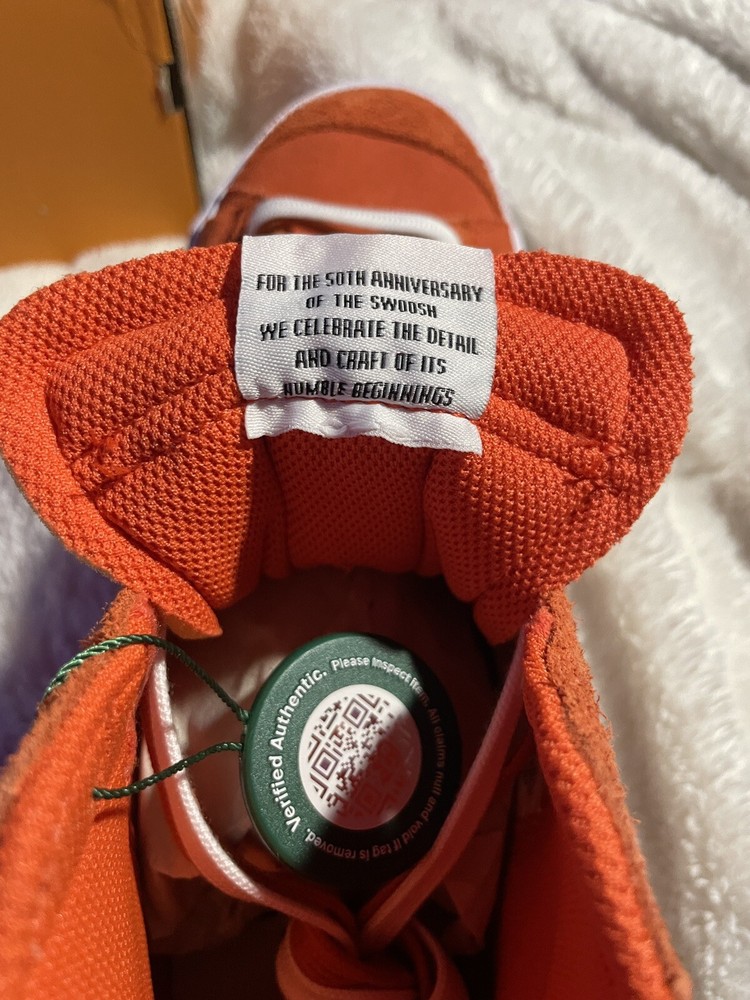 FOR THE 50TH ANNIVERSARY
OF THE SWOOSH
WE CELEBRATE THE DETAIL
AND CRAFT OF ITS
HUMBLE BEGINNINGS
Verified Authentic. Please inspect item. All claims null and void if tag is removed.